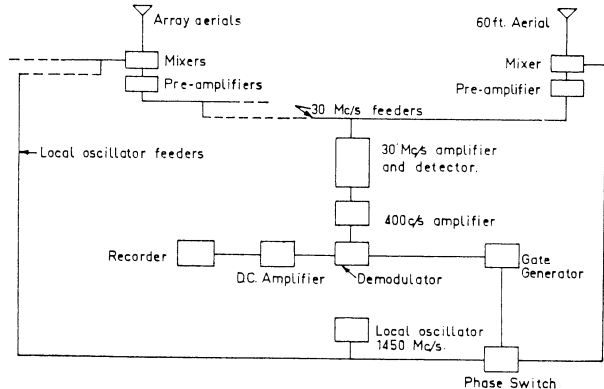 Array aerials
60ft. Aerial
Mixers
Mixer
Pre-amplifiers
Pre-amplifier
30 Mc/s feeders
Local oscillator feeders
30 Mc/s amplifier
and detector.
400c/s amplifier
Recorder
D.C. Amplifier
Demodulator
Gate
Generator
Local oscillator
1450 Mc/s.
Phase Switch